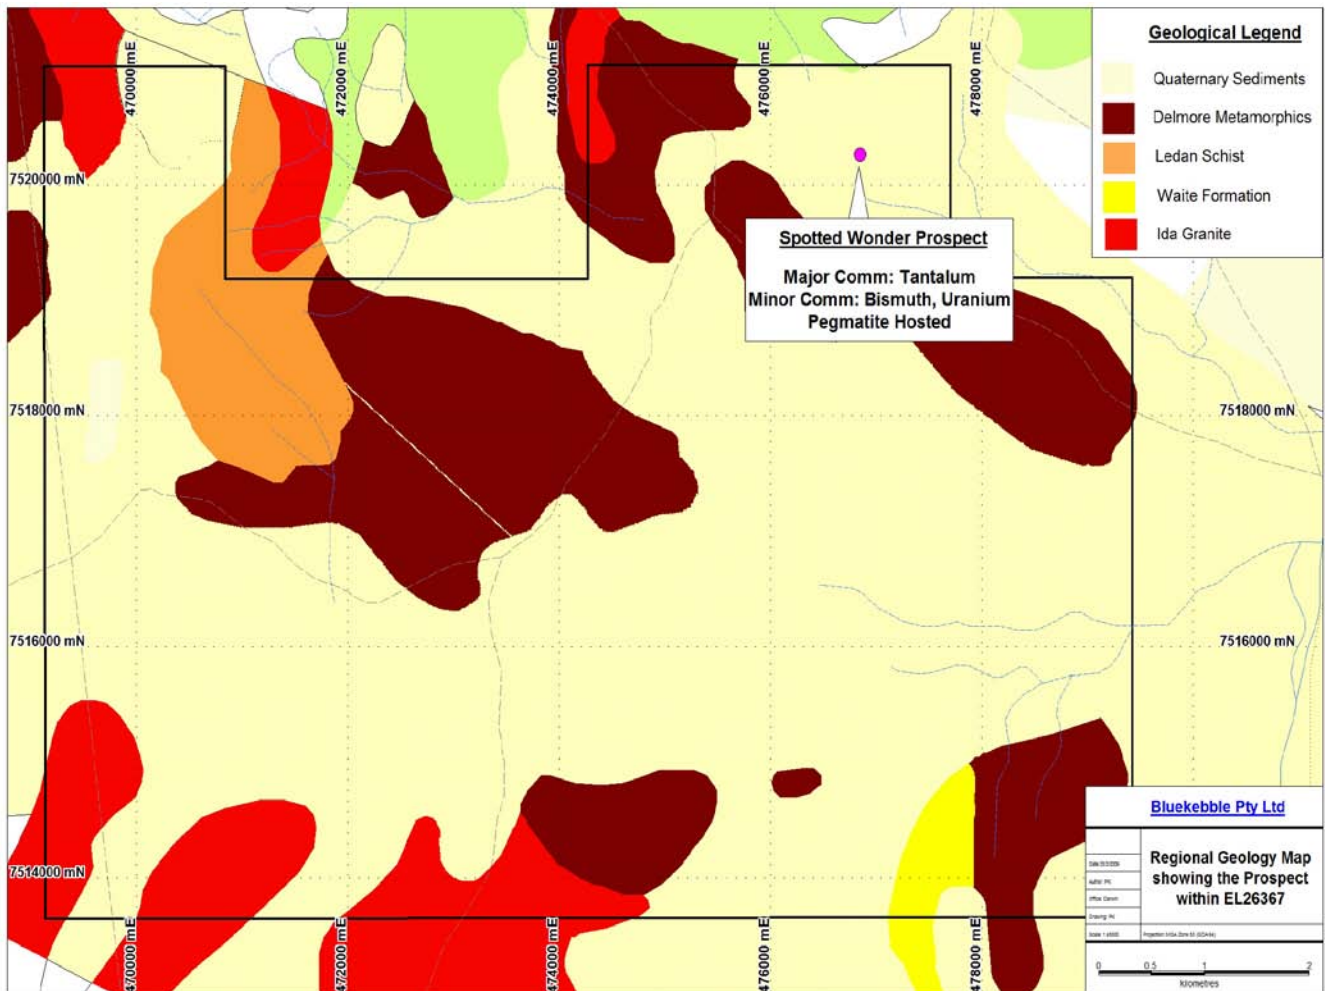 470000 mE
472000 mE
474000 mE
476000 mE
478000 mE
Geological Legend
Quaternary Sediments
Delmore Metamorphics
Ledan Schist
Waite Formation
Ida Granite
7520000 mN
Spotted Wonder Prospect
Major Comm: Tantalum
Minor Comm: Bismuth, Uranium
Pegmatite Hosted
7518000 mN
7518000 mN
7516000 mN
7516000 mN
7514000 mN
470000 mE
472000 mE
474000 mE
476000 mE
478000 mE
Bluekebble Pty Ltd
Regional Geology Map
showing the Prospect
within EL26367
0 0.5 1 2
kilometres